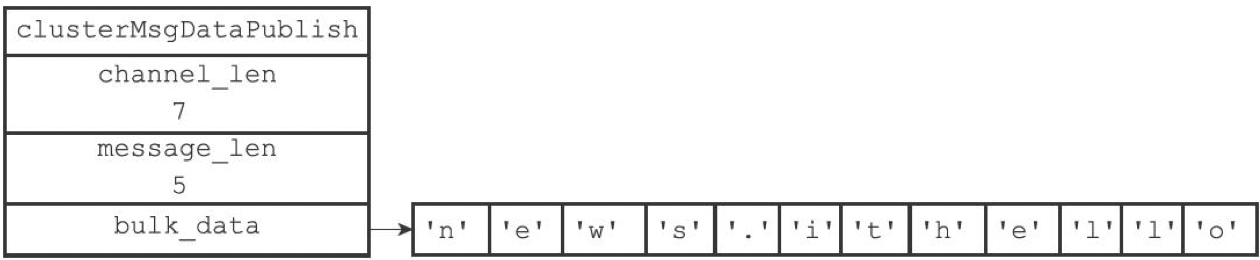 clusterMsgDataPublish
channel_len
7
message_len
5
bulk_data
'n' 'e' 'w' 's' '.' 'i' 't' 'h' 'e' 'l' 'l' 'o'